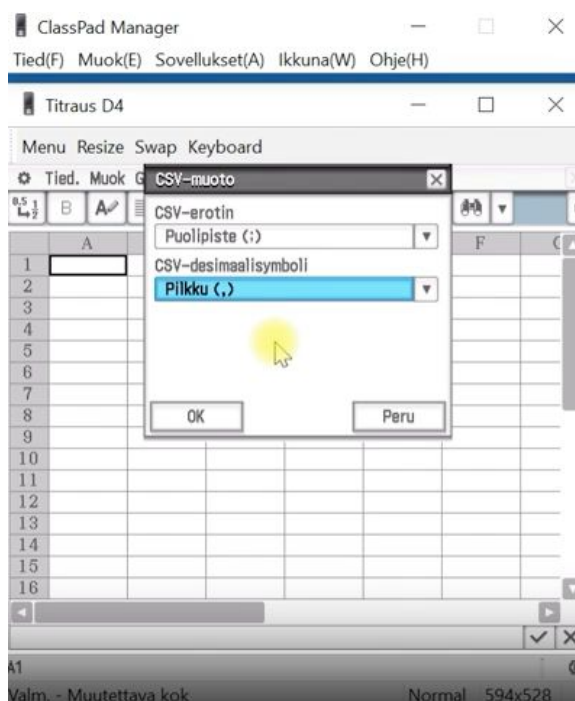 ClassPad Manager
Tied(F) Muok(E) Sovellukset(A) Ikkuna(W) Ohje(H)
Titraus D4
Menu Resize Swap Keyboard
Tied. Muok G
CSV-muoto
B
CSV-erotin
Puolipiste (;)
CSV-desimaalisymboli
Pilkku (,)
OK Peru
A F
1
2
3
4
5
6
7
8
9
10
11
12
13
14
15
16
A1
Valm. - Muutettava kok Normal 594x528